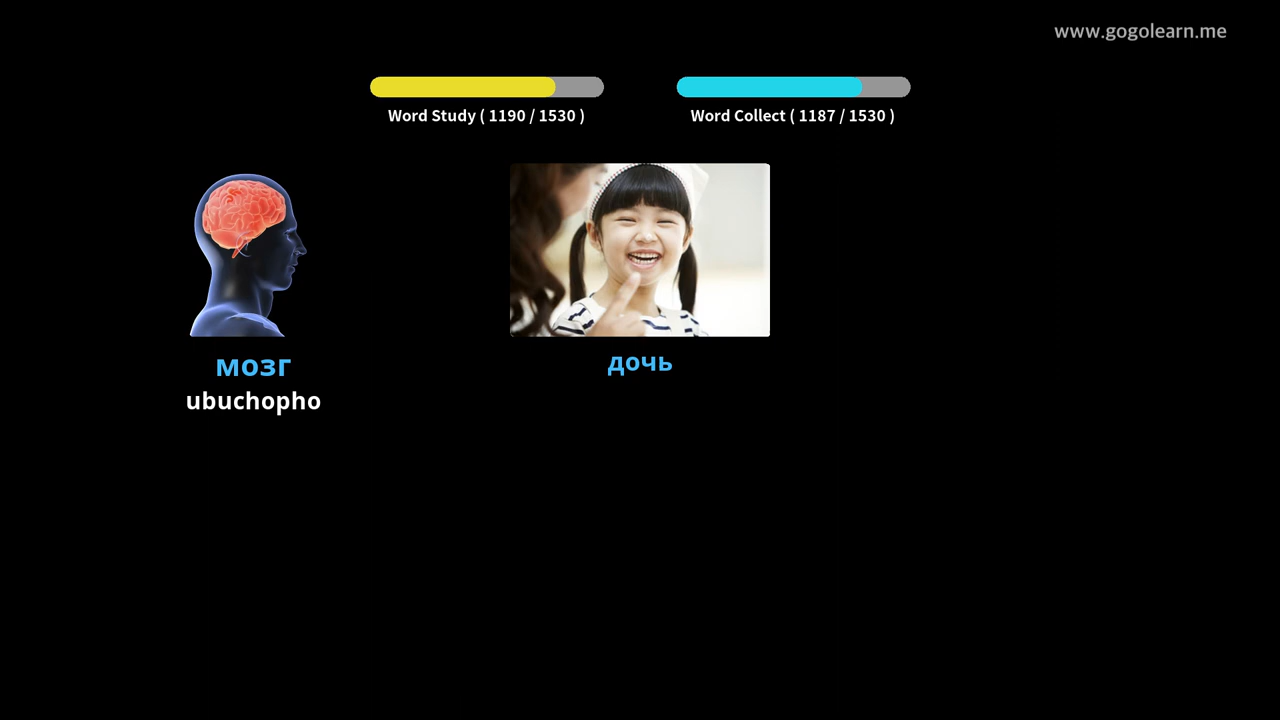 www.gogolearn.me
Word Study ( 1190 / 1530 )
Word Collect ( 1187 / 1530 )
мозг
ubuchopho
дочь